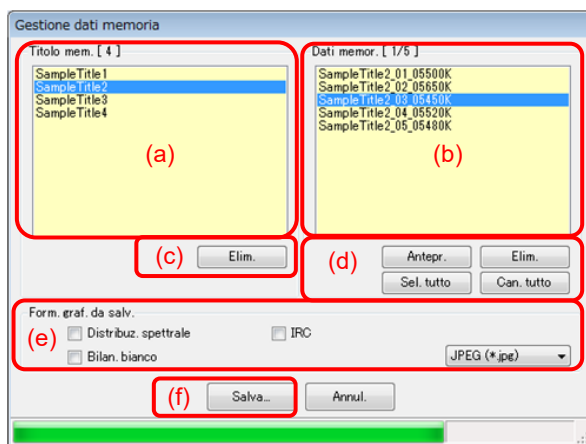 Gestione dati memoria
Titolo mem. [ 4 ]
SampleTitle1
SampleTitle2
SampleTitle3
SampleTitle4
(a)
Dati memor. [ 1/5 ]
SampleTitle2_01_05500K
SampleTitle2_02_05650K
SampleTitle2_03_05450K
SampleTitle2_04_05520K
SampleTitle2_05_05480K
(b)
(c) Elim.
(d) Antepr. Elim.
Sel. tutto Can. tutto
Form. graf. da salv.
(e) Distribuz. spettrale IRC
Bilan. bianco JPEG (*.jpg)
(f) Salva... Annul.